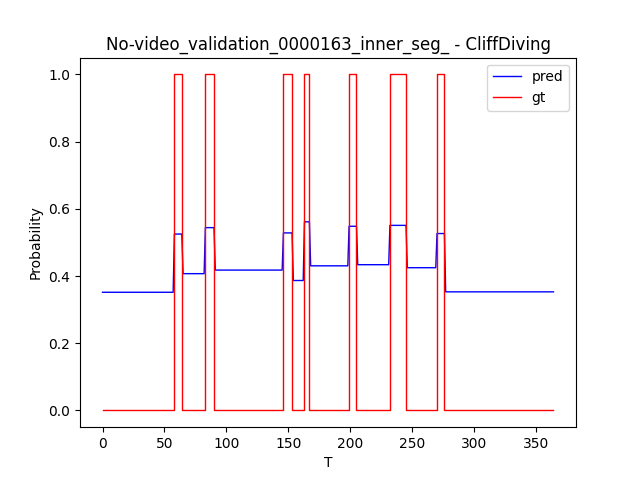 No-video_validation_0000163_inner_seg_ - CliffDiving
pred
gt
1.0
0.8
0.6
0.4
0.2
0.0
Probability
0 50 100 150 200 250 300 350
T